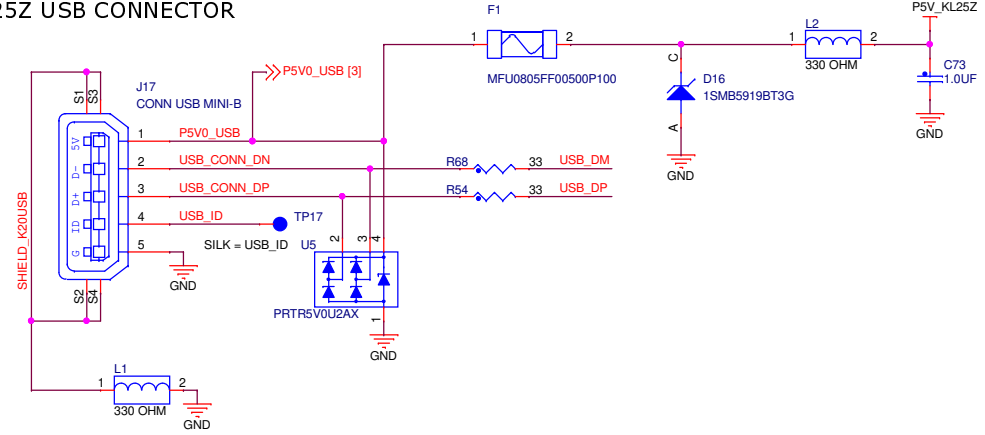 25Z USB CONNECTOR
F1
1
2
MFU0805FF00500P100
C
D16
1SMB5919BT3G
A
GND
L2
1
2
330 OHM
P5V_KL25Z
C73
1.0UF
GND
P5V0_USB [3]
J17
CONN USB MINI-B
S1
S3
5V
D-
D+
ID
G
S2
S4
1
P5V0_USB
2
USB_CONN_DN
R68
33
USB_DM
3
USB_CONN_DP
R54
33
USB_DP
4
USB_ID
TP17
SILK = USB_ID
5
GND
U5
2
3
4
PRTR5V0U2AX
1
GND
SHIELD_K20USB
L1
1
2
330 OHM
GND